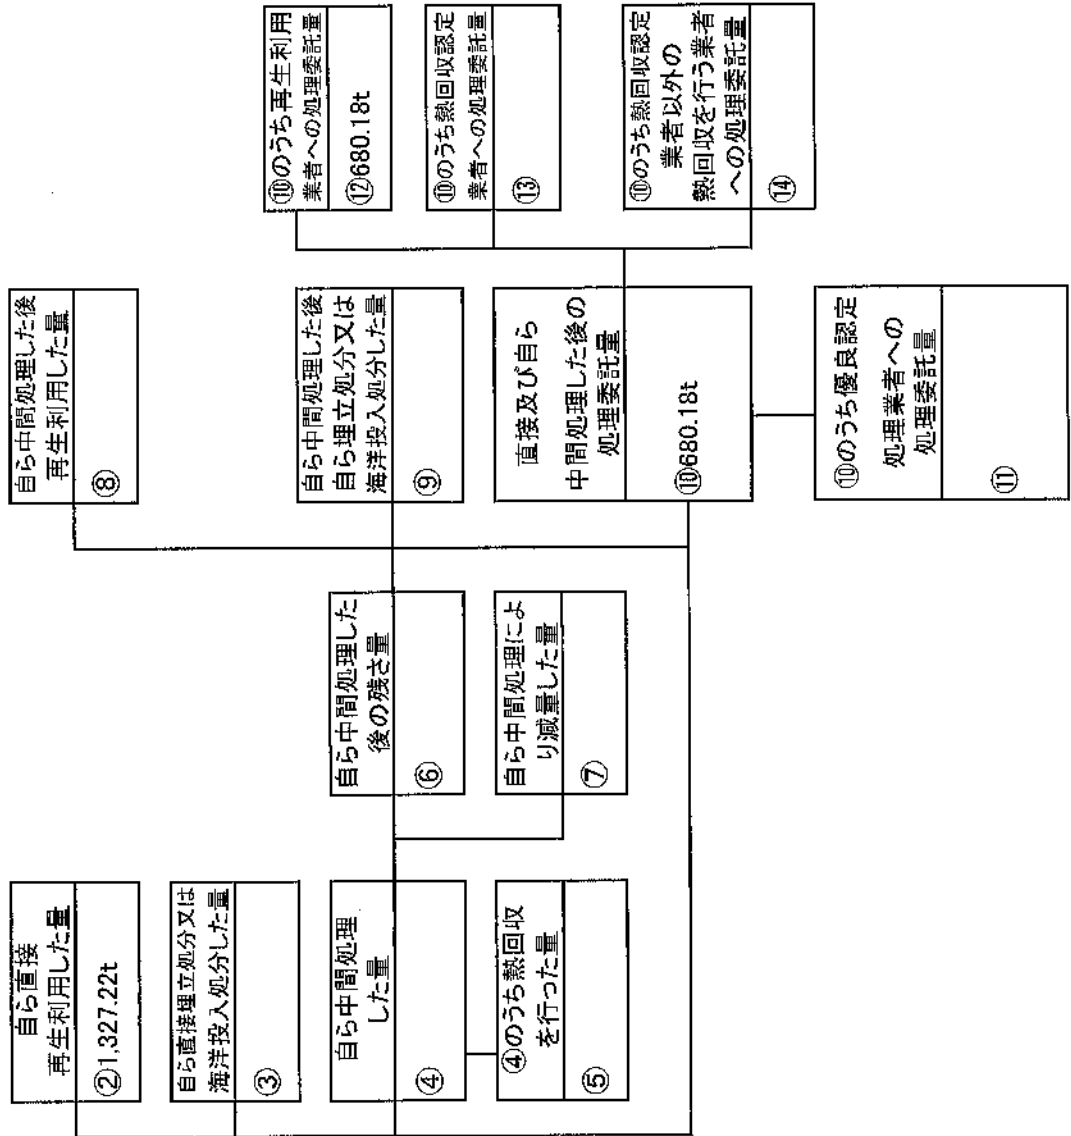 自ら直接
再生利用した量
②1,327.22t
自ら直接埋立処分又は
海洋投入処分した量
③
自ら中間処理
した量
④
④のうち熱回収
を行った量
⑤
自ら中間処理した
後の残さ量
⑥
自ら中間処理によ
り減量した量
⑦
自ら中間処理した後
再生利用した量
⑧
自ら中間処理した後
自ら埋立処分又は
海洋投入処分した量
⑨
直接及び自ら
中間処理した後の
処理委託量
⑩680.18t
⑩のうち優良認定
処理業者への
処理委託量
⑪
⑩のうち再生利用
業者への処理委託量
⑫680.18t
⑩のうち熱回収認定
業者への処理委託量
⑬
⑩のうち熱回収認定
業者以外の
熱回収を行う業者
への処理委託量
⑭